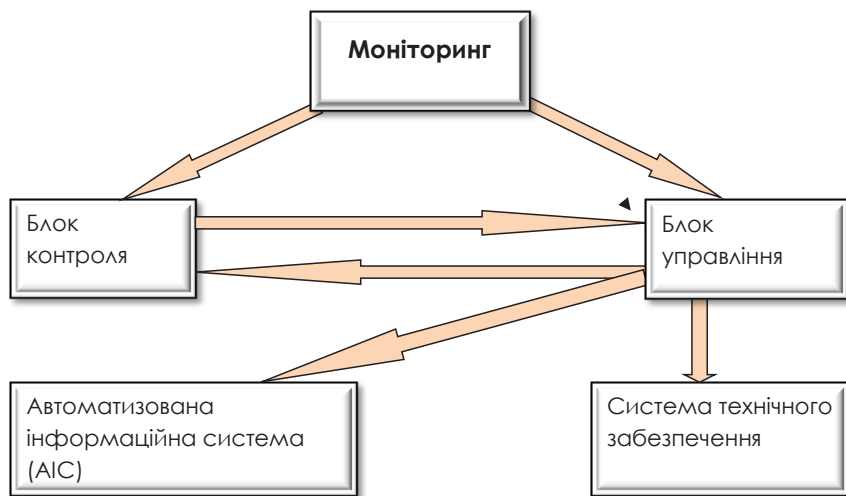 Моніторинг
Блок
контроля
Блок
управління
Автоматизована
інформаційна система
(АІС)
Система технічного
забезпечення